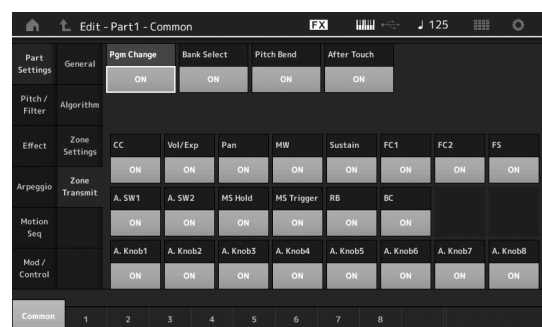 Edit - Part1 - Common FX ♩ 125
Part Settings
General
Pgm Change Bank Select Pitch Bend After Touch
ON ON ON ON
Pitch / Filter
Algorithm
Effect
Zone Settings
CC Vol/Exp Pan MW Sustain FC1 FC2 FS
ON ON ON ON ON ON ON ON
Arpeggio
Zone Transmit
A. SW1 A. SW2 MS Hold MS Trigger RB BC
ON ON ON ON ON ON
Motion Seq
A. Knob1 A. Knob2 A. Knob3 A. Knob4 A. Knob5 A. Knob6 A. Knob7 A. Knob8
Mod / Control
ON ON ON ON ON ON ON ON
Common 1 2 3 4 5 6 7 8